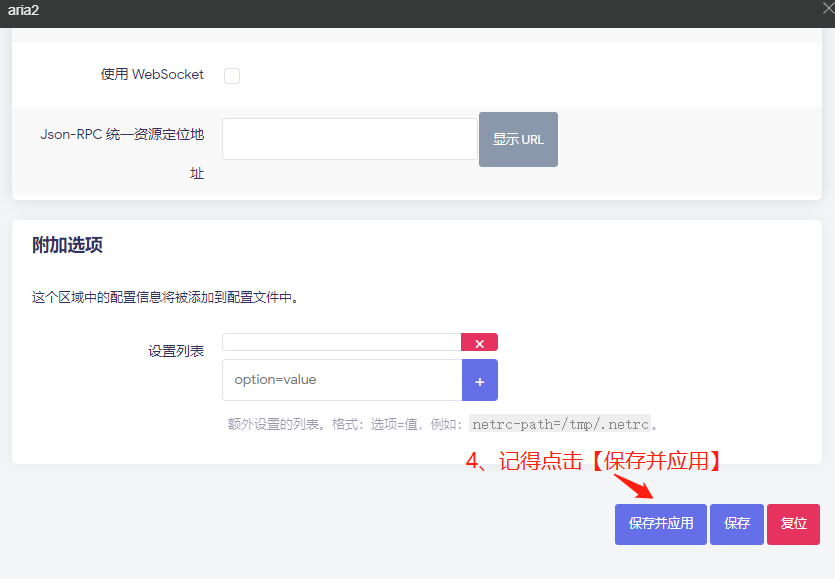 aria2
使用 WebSocket
Json-RPC 统一资源定位地
址
显示 URL
附加选项
这个区域中的配置信息将被添加到配置文件中。
设置列表
option=value
额外设置的列表。格式：选项=值，例如：netrc-path=/tmp/.netrc。
4、记得点击【保存并应用】
保存并应用 保存 复位